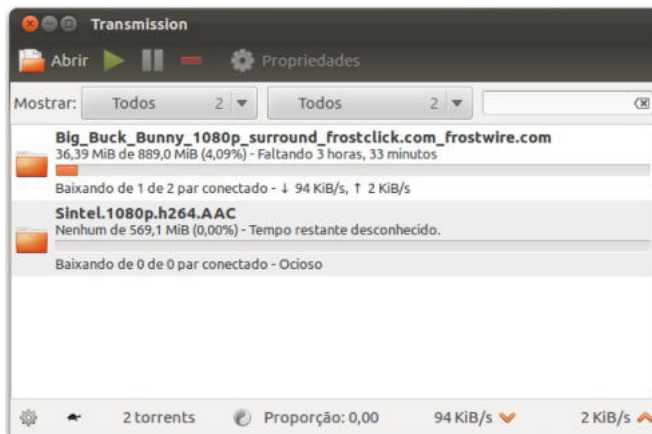 Transmission
Abrir Propriedades
Mostrar: Todos 2 Todos 2
Big_Buck_Bunny_1080p_surround_frostclick.com_frostwire.com
36,39 MiB de 889,0 MiB (4,09%) - Faltando 3 horas, 33 minutos
Baixando de 1 de 2 par conectado - ↓ 94 KiB/s, ↑ 2 KiB/s
Sintel.1080p.h264.AAC
Nenhum de 569,1 MiB (0,00%) - Tempo restante desconhecido.
Baixando de 0 de 0 par conectado - Ocioso
2 torrents Proporção: 0,00 94 KiB/s 2 KiB/s